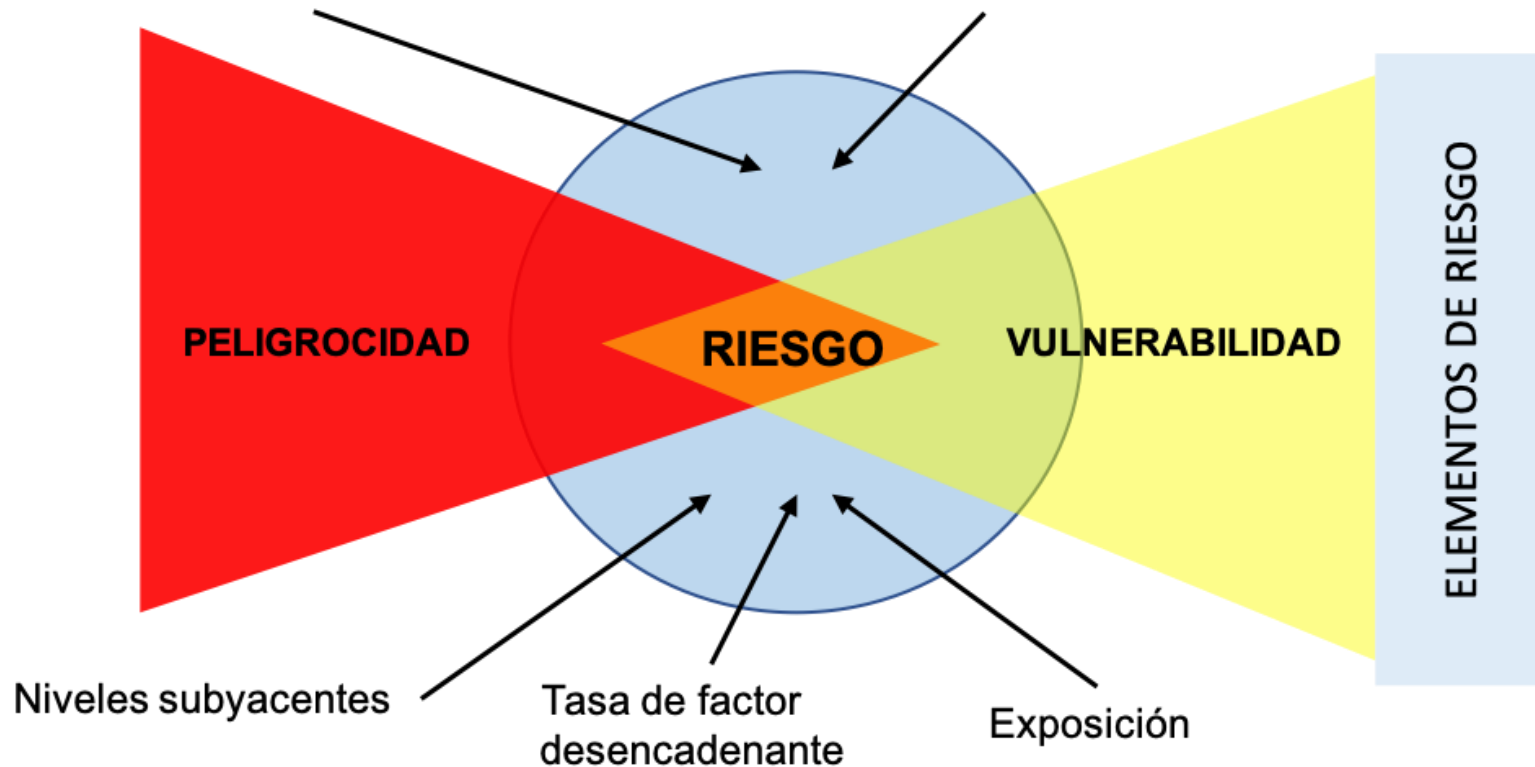 PELIGROCIDAD
RIESGO
VULNERABILIDAD
ELEMENTOS DE RIESGO
Niveles subyacentes
Tasa de factor
desencadenante
Exposición